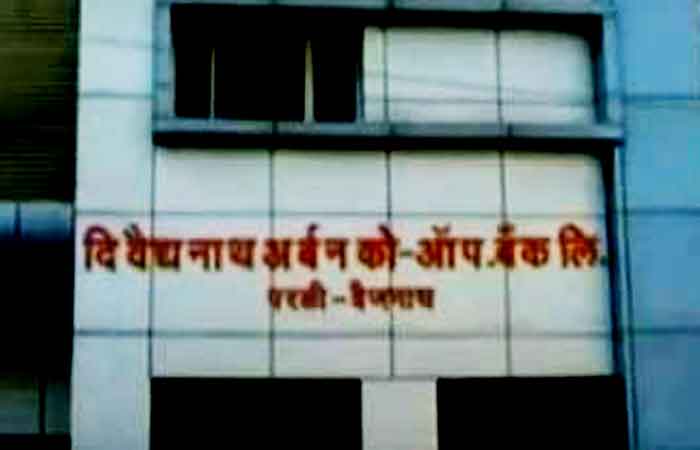 दि वैद्यनाथ अर्बन को-ऑप.बँक लि.
परळी-वैजनाथ